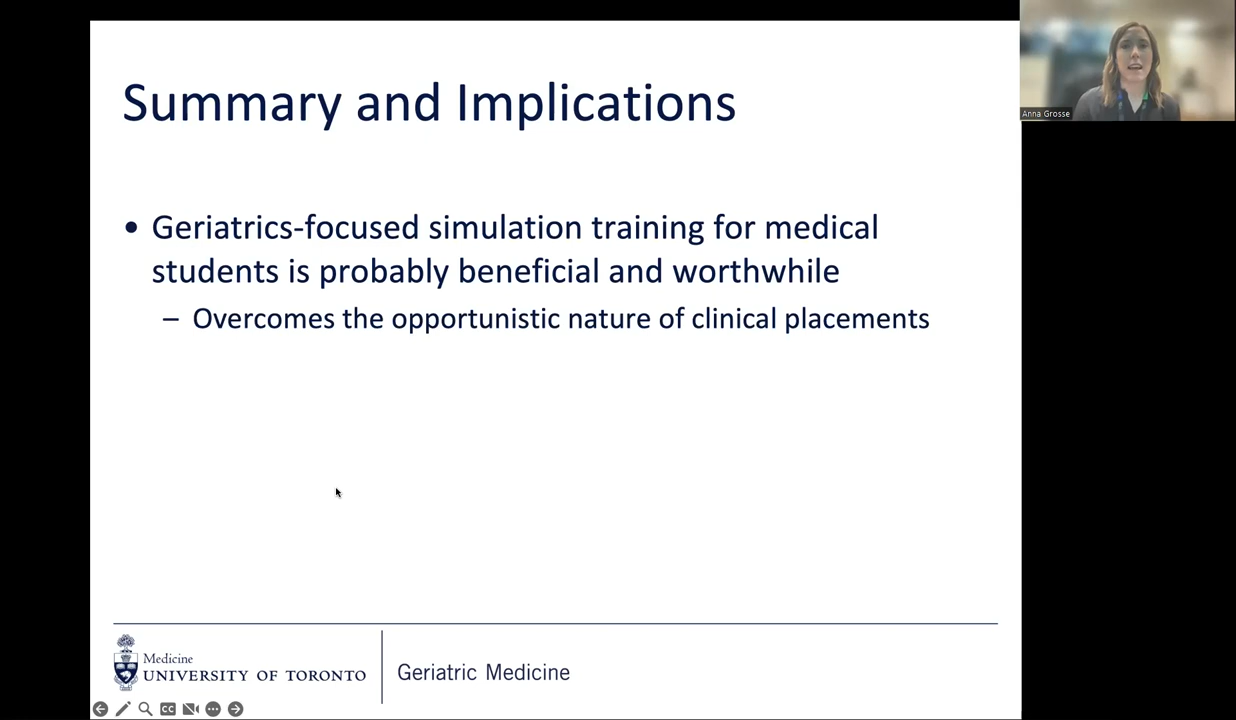 Summary and Implications
Anna Grosse
• Geriatrics-focused simulation training for medical
students is probably beneficial and worthwhile
– Overcomes the opportunistic nature of clinical placements
Medicine
UNIVERSITY OF TORONTO
Geriatric Medicine
CC